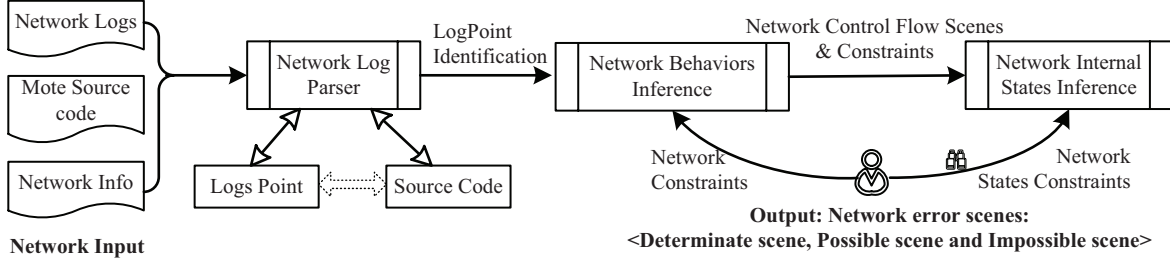 Network Logs
Mote Source
code
Network Info
Network Input
Network Log
Parser
Logs Point
Source Code
LogPoint
Identification
Network Behaviors
Inference
Network Control Flow Scenes
& Constraints
Network Internal
States Inference
Network
Constraints
Network
States Constraints
Output: Network error scenes:
<Determinate scene, Possible scene and Impossible scene>